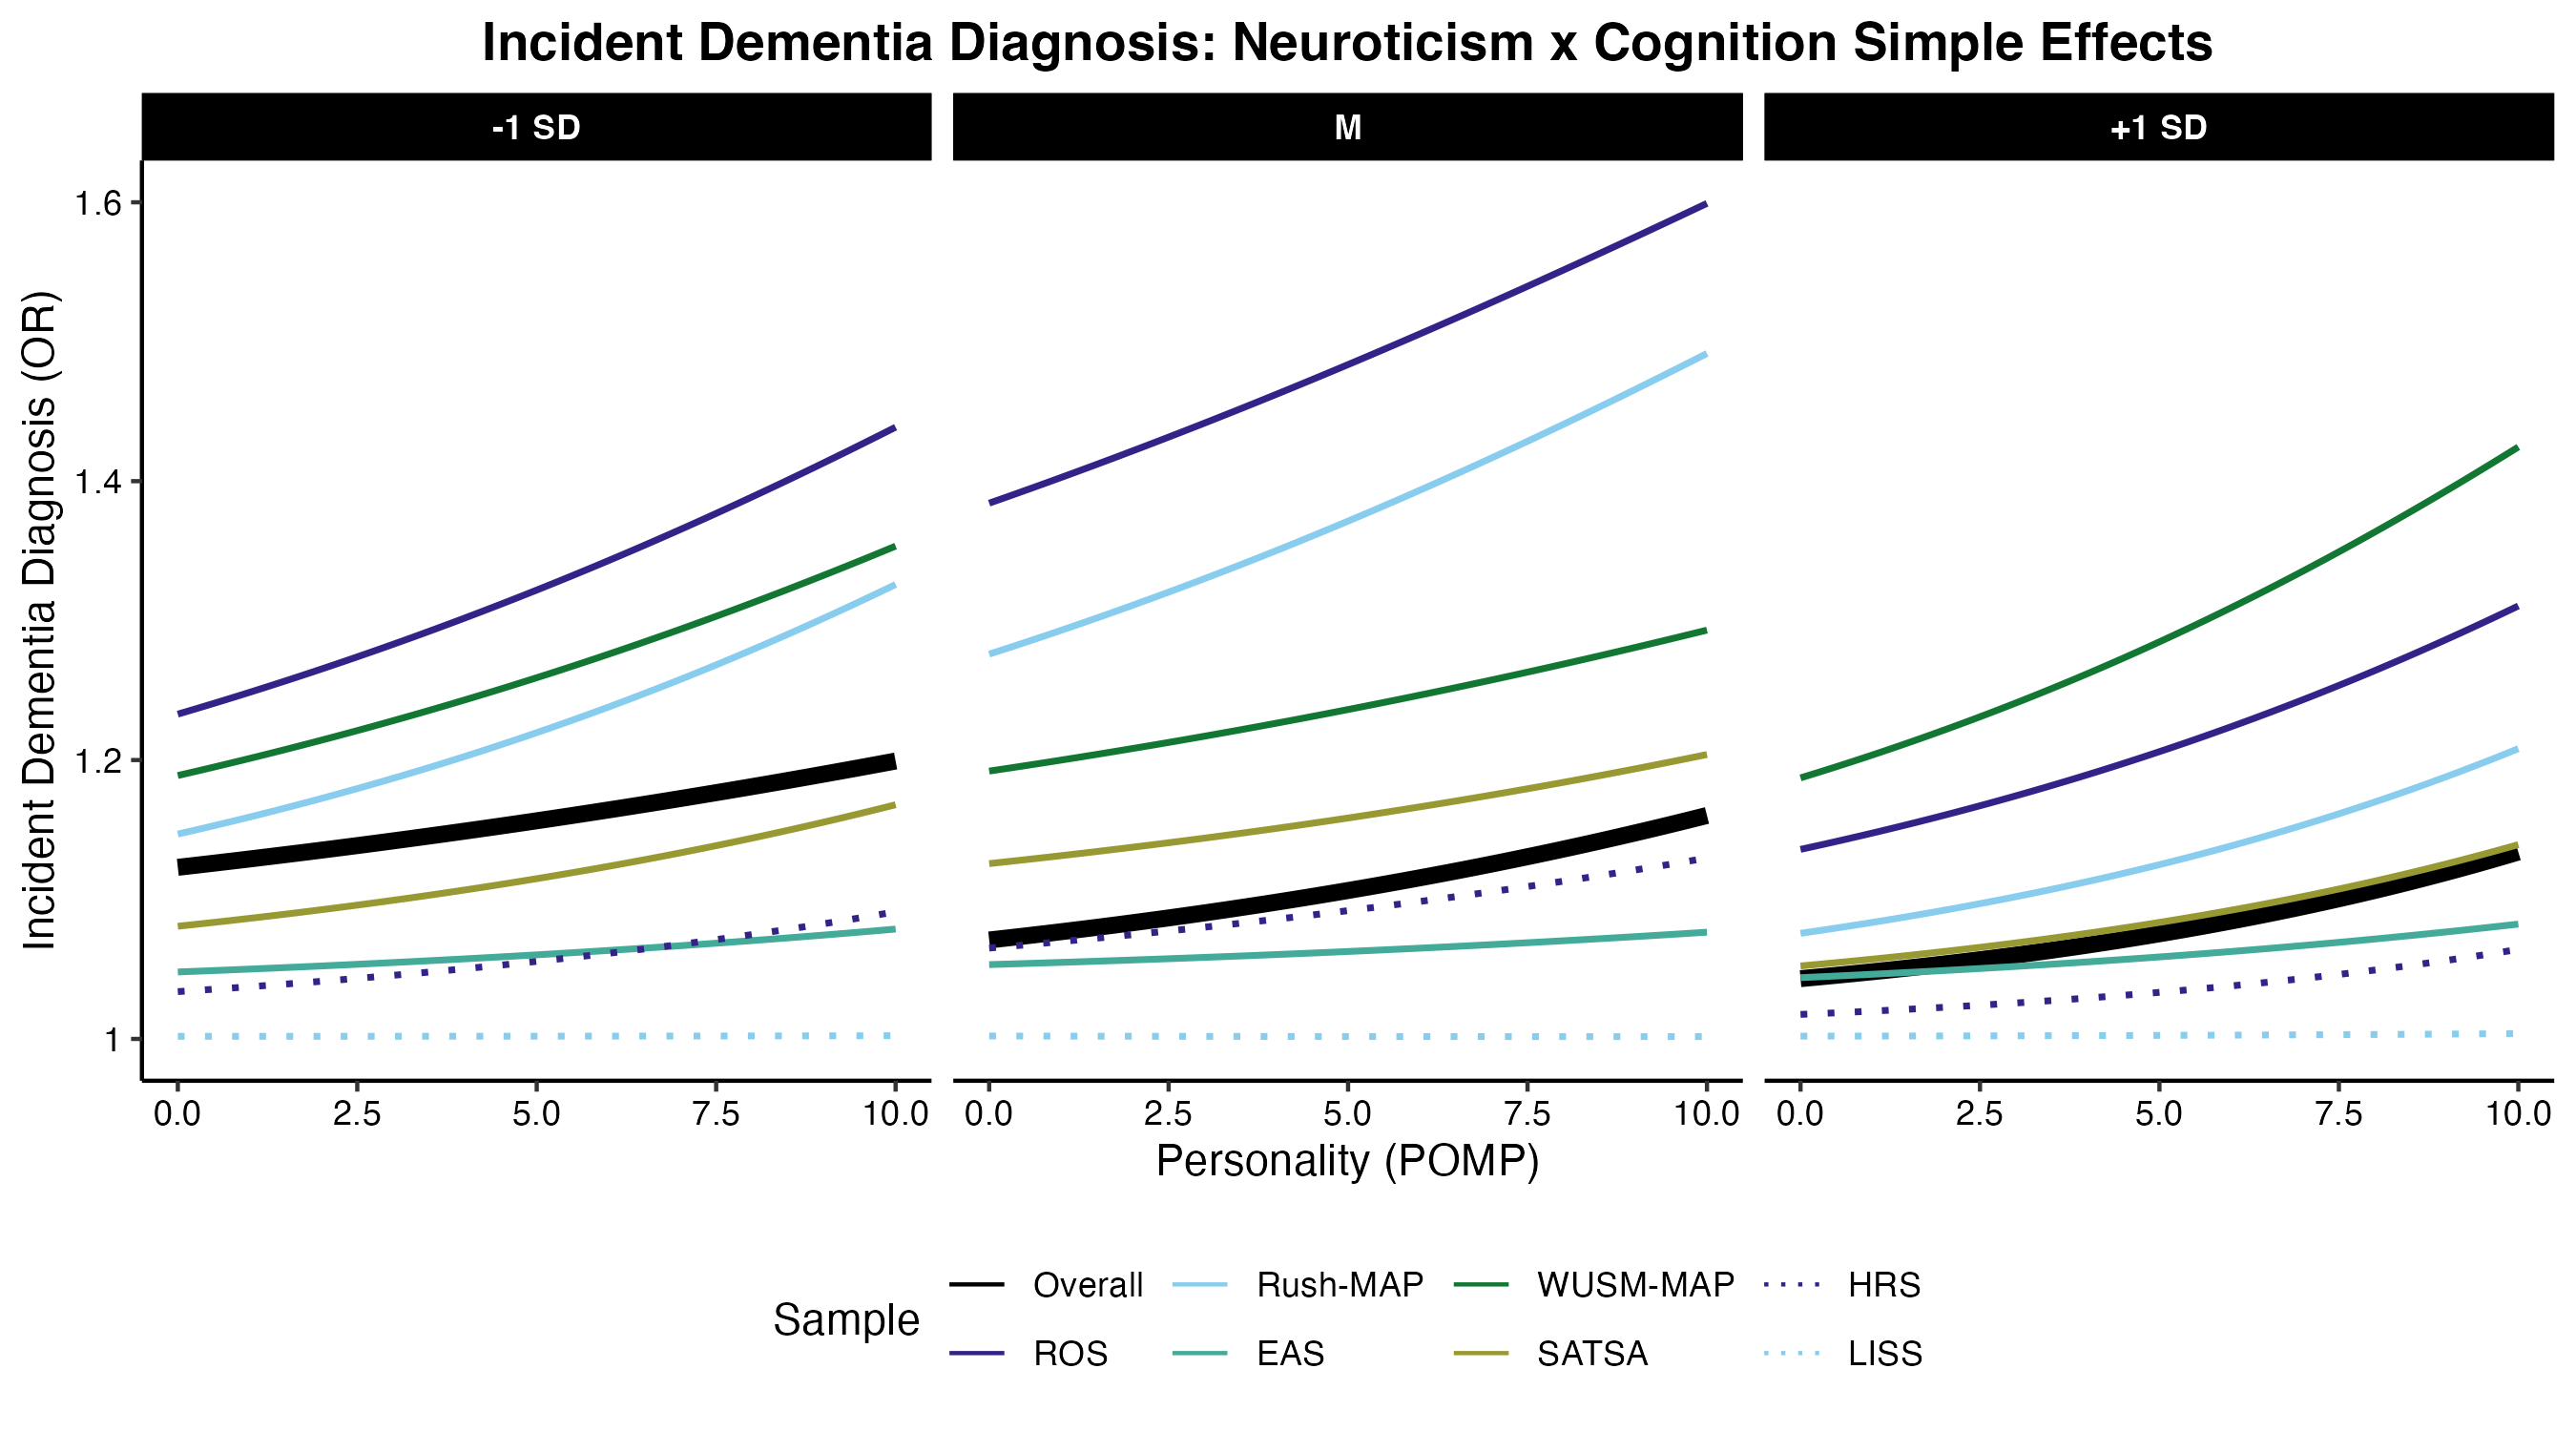 Incident Dementia Diagnosis: Neuroticism x Cognition Simple Effects
-1 SD
M
+1 SD
Incident Dementia Diagnosis (OR)
1.6
1.4
1.2
1
0.0 2.5 5.0 7.5 10.0
0.0 2.5 5.0 7.5 10.0
0.0 2.5 5.0 7.5 10.0
Personality (POMP)
Sample
Overall Rush-MAP WUSM-MAP HRS
ROS EAS SATSA LISS